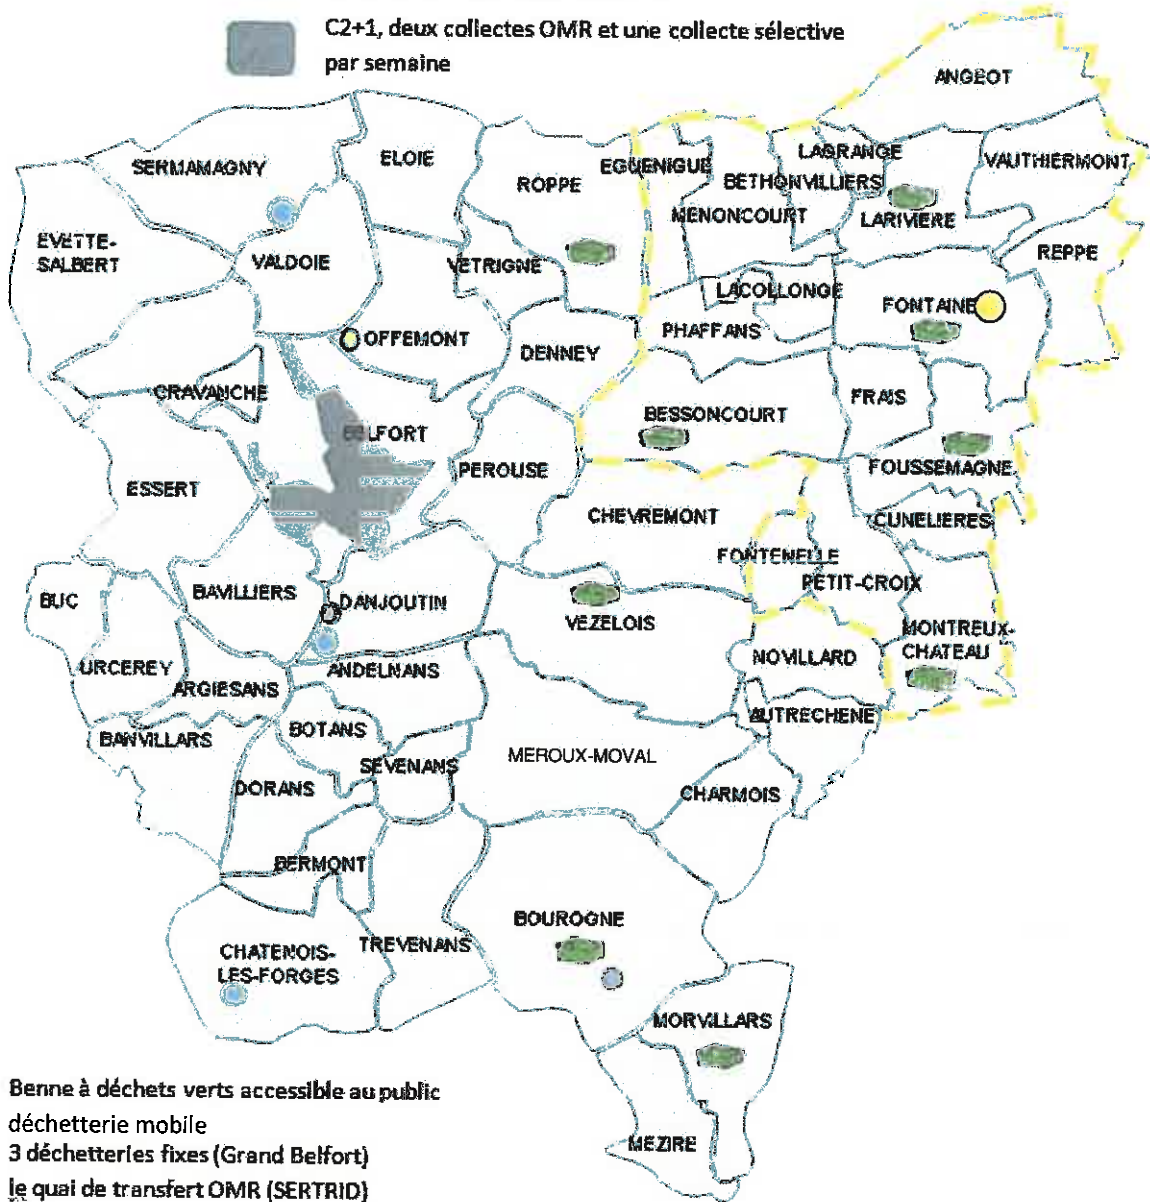 C2+1, deux collectes OMR et une collecte sélective
par semaine
ANGEOT
SERMAMAGNY
ELOIE
ROPPE
EGUENIGUE
LAGRANGE
BETHONVILLIERS
VAUTHIERMONT
MENONCOURT
LARIVIERE
EVETTE-
SALBERT
VALDOIE
VETRIGNE
REPPE
LACOLLONGE
FONTAINE
PHAFFANS
OFFEMONT
DENNEY
CRAVANCHE
FRAIS
BESSONCOURT
BELFORT
PEROUSE
FOUSSEMAGNE
ESSERT
CHEVREMONT
CUNELIERES
FONTENELLE
PETIT-CROIX
BUC
BAVILLIERS
DANJOUTIN
VEZELOIS
MONTREUX-
CHATEAU
NOVILLARD
URCEREY
ARGIESANS
ANDELNANS
AUTRECHENE
BANVILLARS
BOTANS
SEVENANS
MEROUX-MOVAL
DORANS
CHARMOIS
BERMONT
BOUROGNE
TREVENANS
CHATENOIS-
LES-FORGES
MORVILLARS
MEZIRE
Benne à déchets verts accessible au public
déchetterie mobile
3 déchetteries fixes (Grand Belfort)
le quai de transfert OMR (SERTRID)